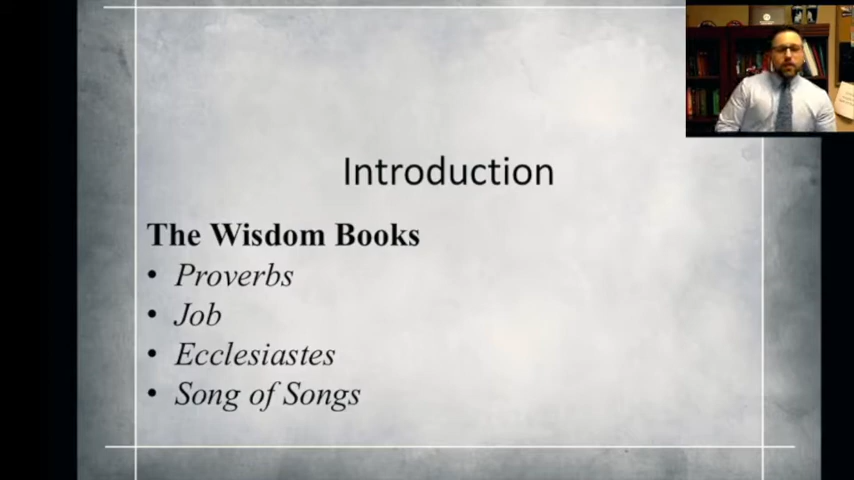 Introduction
The Wisdom Books
• Proverbs
• Job
• Ecclesiastes
• Song of Songs